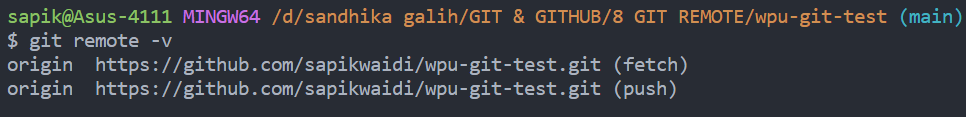 sapik@Asus-4111 MINGW64 /d/sandhika galih/GIT & GITHUB/8 GIT REMOTE/wpu-git-test (main)
$ git remote -v
origin  https://github.com/sapikwaidi/wpu-git-test.git (fetch)
origin  https://github.com/sapikwaidi/wpu-git-test.git (push)